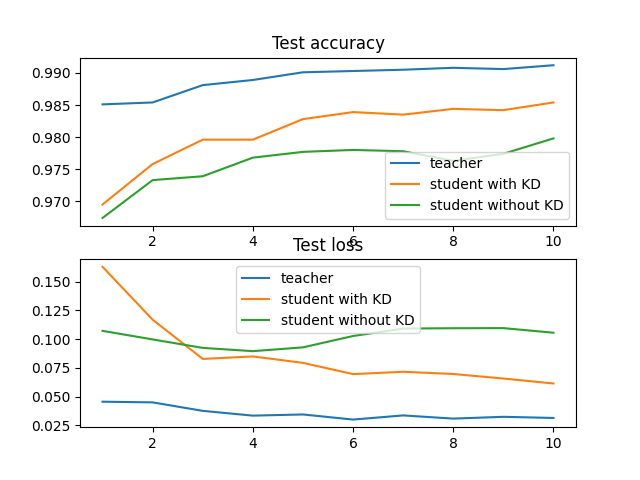 Test accuracy
0.990
0.985
0.980
0.975
0.970
teacher
student with KD
student without KD
2 4 6 8 10
Test loss
0.150
0.125
0.100
0.075
0.050
0.025
teacher
student with KD
student without KD
2 4 6 8 10